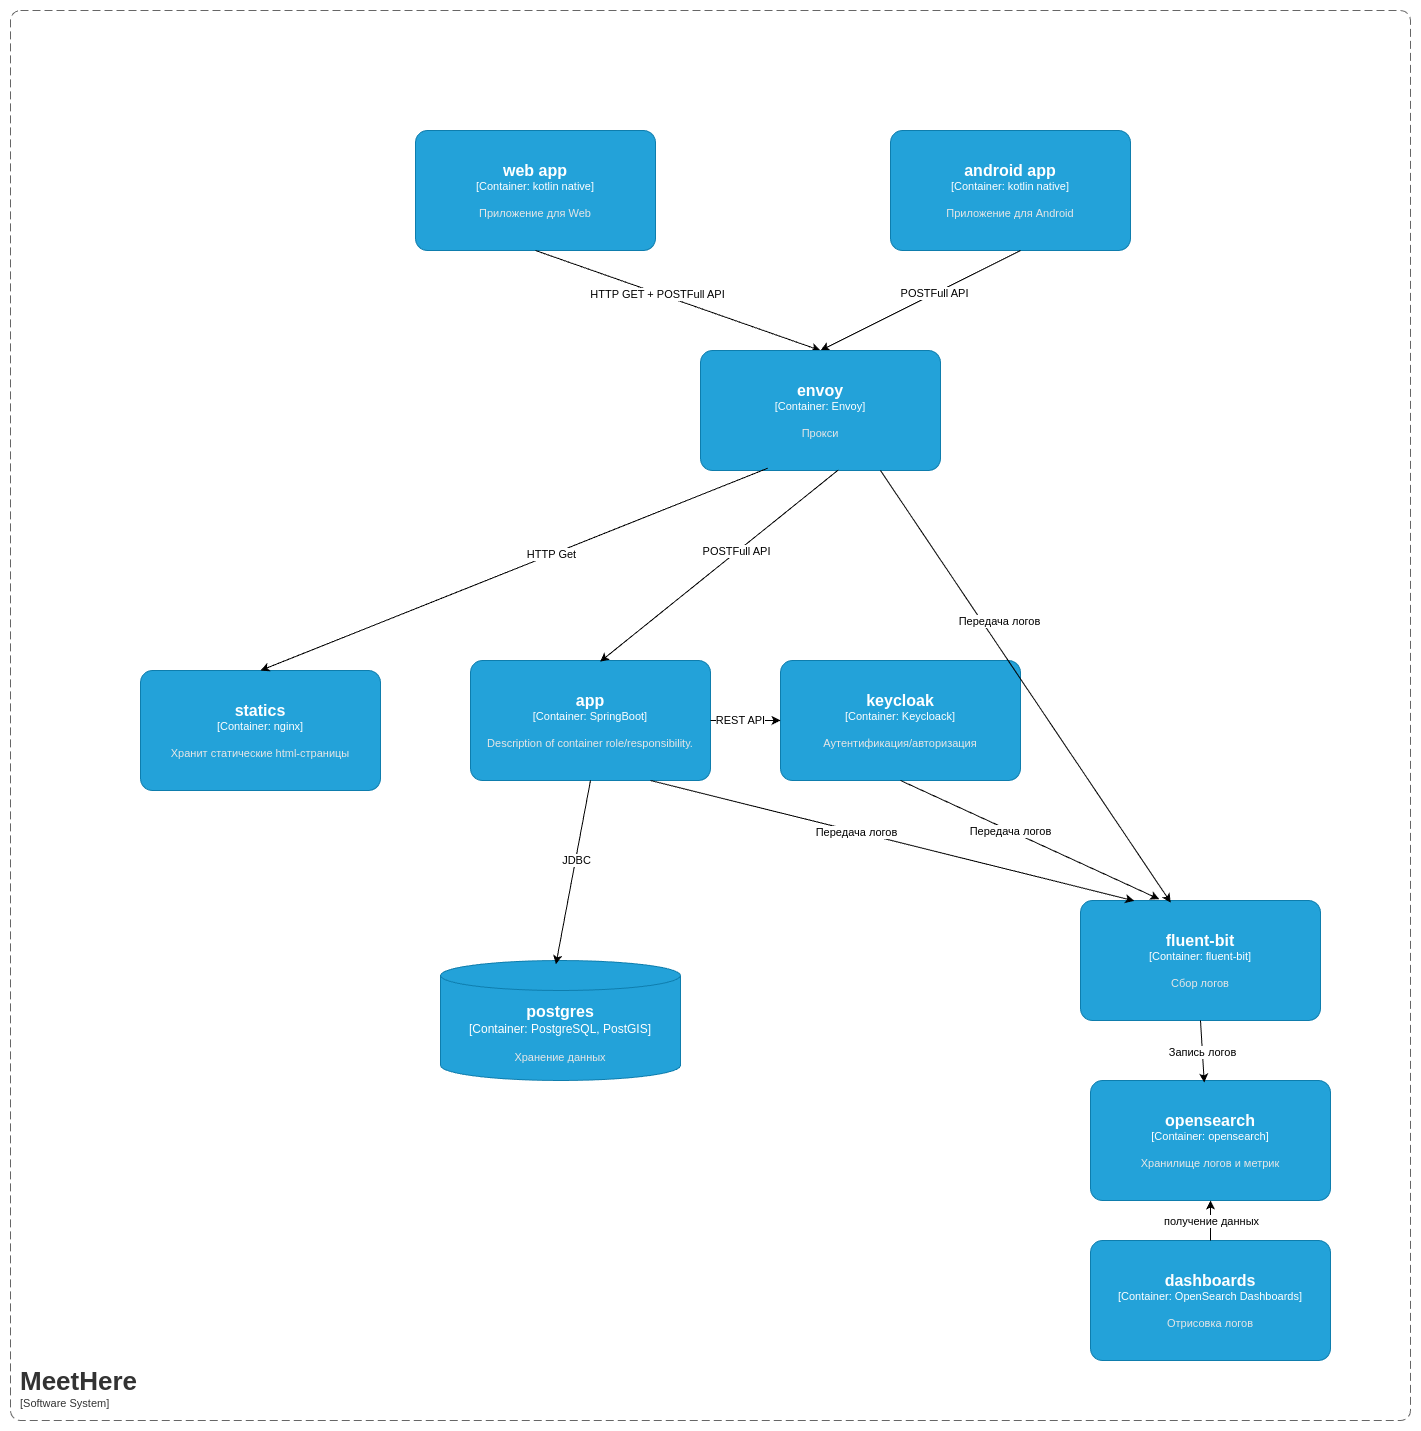 web app
[Container: kotlin native]
Приложение для Web
android app
[Container: kotlin native]
Приложение для Android
HTTP GET + POSTFull API
POSTFull API
envoy
[Container: Envoy]
Прокси
HTTP Get
POSTFull API
Передача логов
statics
[Container: nginx]
Хранит статические html-страницы
app
[Container: SpringBoot]
Description of container role/responsibility.
REST API
keycloak
[Container: Keycloack]
Аутентификация/авторизация
JDBC
Передача логов
Передача логов
postgres
[Container: PostgreSQL, PostGIS]
Хранение данных
fluent-bit
[Container: fluent-bit]
Сбор логов
Запись логов
opensearch
[Container: opensearch]
Хранилище логов и метрик
получение данных
dashboards
[Container: OpenSearch Dashboards]
Отрисовка логов
MeetHere
[Software System]